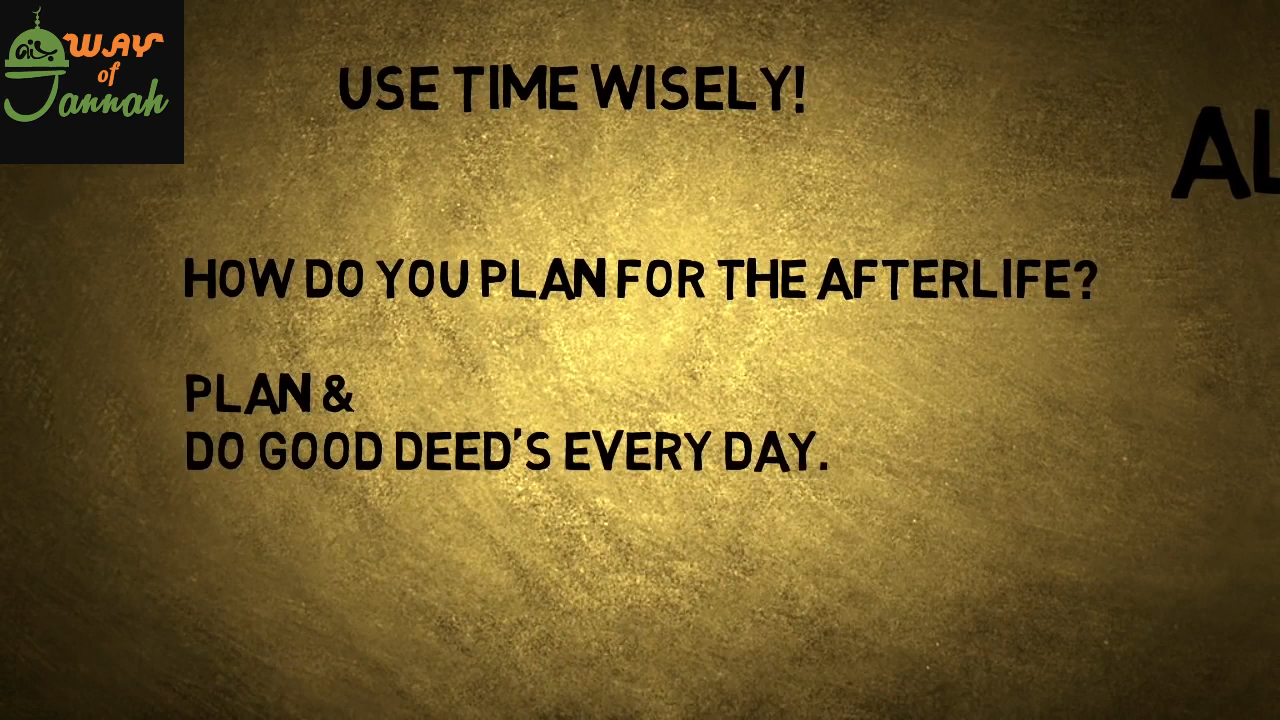 WAY
of
Jannah
USE TIME WISELY!
AL
HOW DO YOU PLAN FOR THE AFTERLIFE?
PLAN &
DO GOOD DEED'S EVERY DAY.